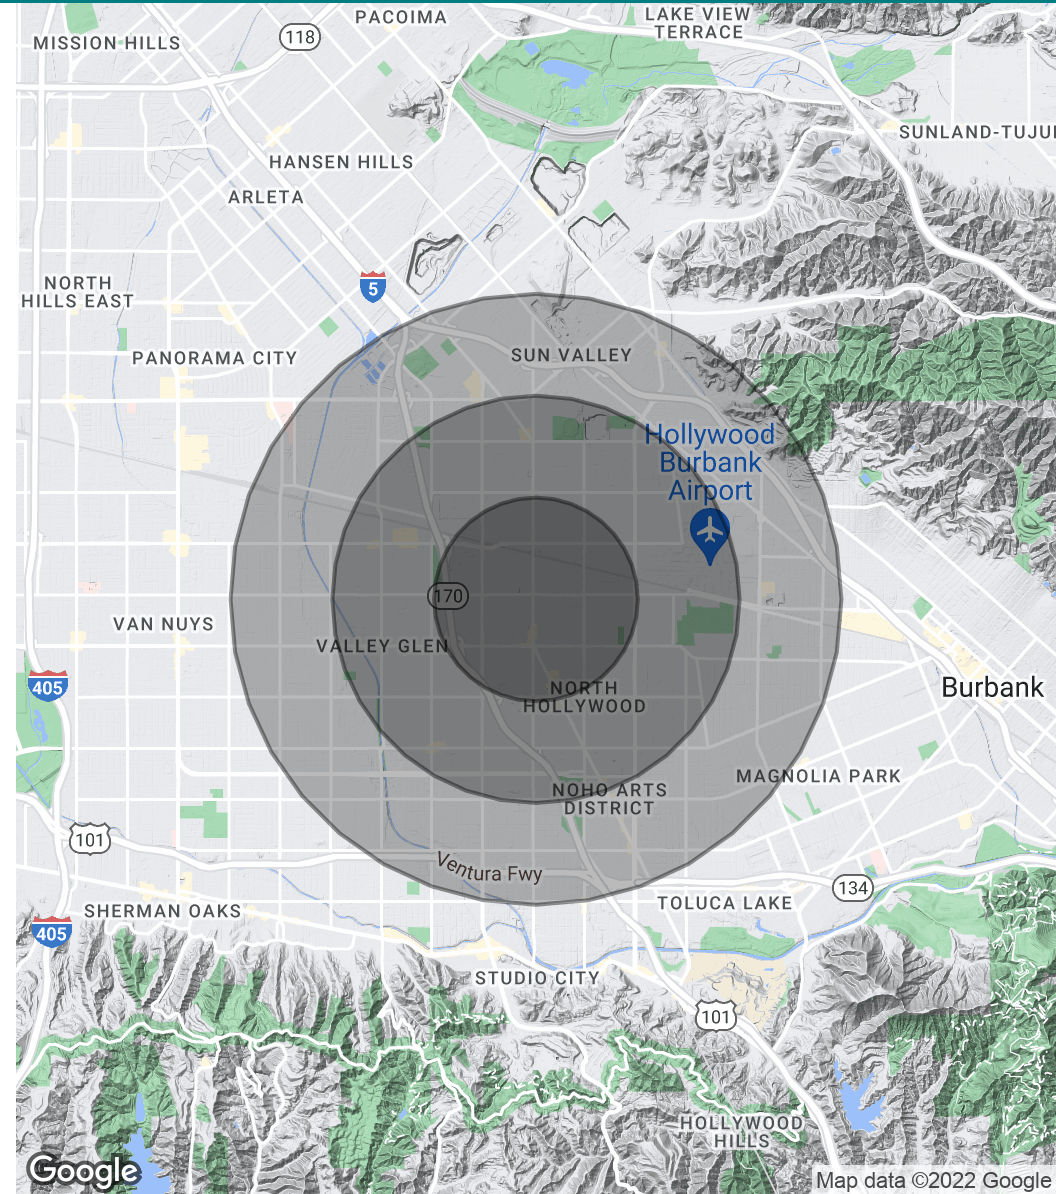 PACOIMA
LAKE VIEW
TERRACE
MISSION HILLS
118
SUNLAND-TUJU
HANSEN HILLS
ARLETA
NORTH
HILLS EAST
5
PANORAMA CITY
SUN VALLEY
Hollywood
Burbank
Airport
170
VAN NUYS
VALLEY GLEN
405
NORTH
HOLLYWOOD
Burbank
MAGNOLIA PARK
NOHO ARTS
DISTRICT
101
Ventura Fwy
134
SHERMAN OAKS
TOLUCA LAKE
405
STUDIO CITY
101
HOLLYWOOD
HILLS
Google
Map data ©2022 Google